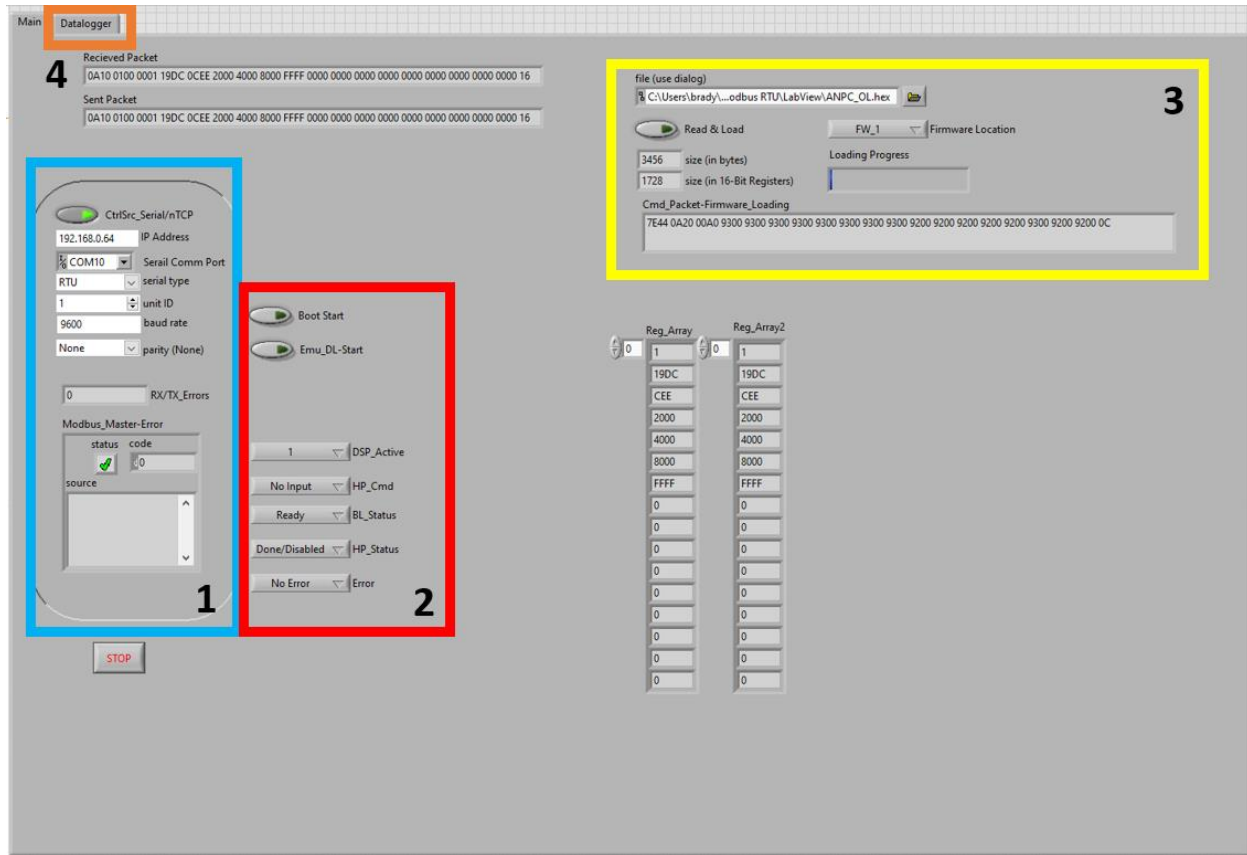 Main
Datalogger
4
Recieved Packet
0A10 0100 0001 19DC 0CEE 2000 4000 8000 FFFF 0000 0000 0000 0000 0000 0000 0000 0000 0000 16
Sent Packet
0A10 0100 0001 19DC 0CEE 2000 4000 8000 FFFF 0000 0000 0000 0000 0000 0000 0000 0000 0000 16
CtrlSrc_Serial/nTCP
192.168.0.64 IP Address
COM10 Serail Comm Port
RTU serial type
1 unit ID
9600 baud rate
None parity (None)
0 RX/TX_Errors
Modbus_Master-Error
status code
0
source
1
STOP
Boot Start
Emu_DL-Start
1 DSP_Active
No Input HP_Cmd
Ready BL_Status
Done/Disabled HP_Status
No Error Error
2
file (use dialog)
C:\Users\brady\...odbus RTU\LabView\ANPC_OL.hex
3
Read & Load
FW_1 Firmware Location
3456 size (in bytes)
Loading Progress
1728 size (in 16-Bit Registers)
Cmd_Packet-Firmware_Loading
7E44 0A20 00A0 9300 9300 9300 9300 9300 9300 9300 9300 9200 9200 9200 9200 9200 9300 9200 9200 0C
Reg_Array Reg_Array2
0 1 0 1
19DC 19DC
CEE CEE
2000 2000
4000 4000
8000 8000
FFFF FFFF
0 0
0 0
0 0
0 0
0 0
0 0
0 0
0 0
0 0